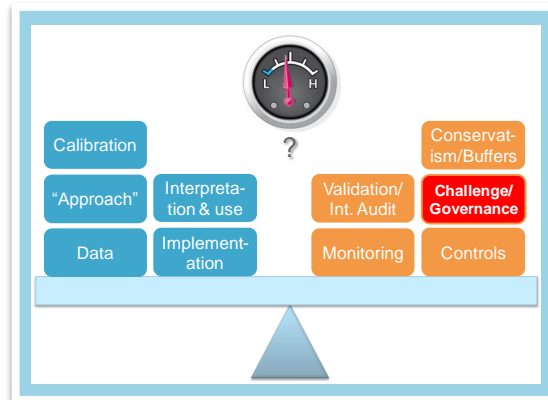 L H
?
Calibration
Conservat-
ism/Buffers
“Approach”
Interpreta-
tion & use
Validation/
Int. Audit
Challenge/
Governance
Data
Implement-
ation
Monitoring
Controls